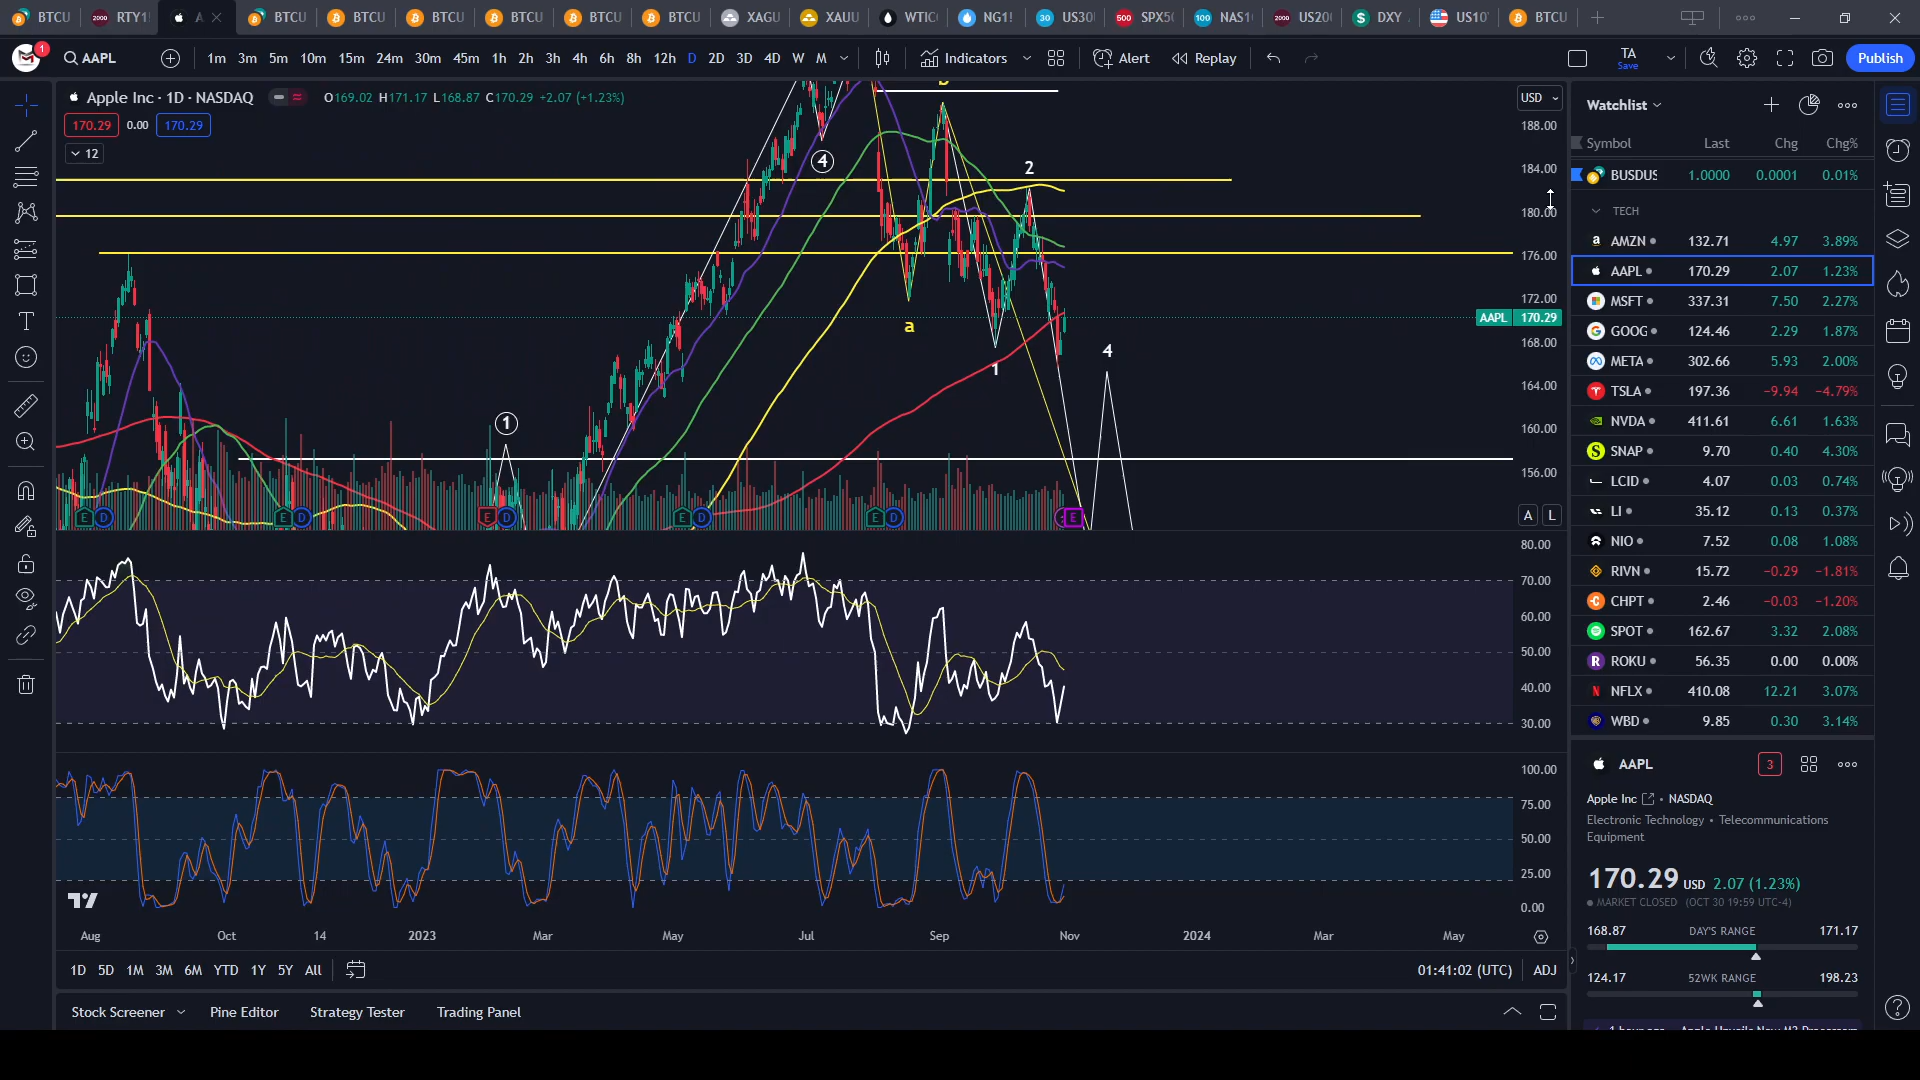 BTCU RTY1! A BTCU BTCU BTCU BTCU BTCU BTCU XAGU XAUU WTIC NG1! US30 SPX5 NAS1 US20 DXY US10 BTCU
1 AAPL 1m 3m 5m 10m 15m 24m 30m 45m 1h 2h 3h 4h 6h 8h 12h D 2D 3D 4D W M Indicators Alert Replay TA Save Publish
Apple Inc · 1D · NASDAQ O169.02 H171.17 L168.87 C170.29 +2.07 (+1.23%) USD
170.29 0.00 170.29
12
188.00
184.00
180.00
176.00
172.00
AAPL 170.29
168.00
164.00
160.00
156.00
4
2
a
1
4
1
E D E D E D E D E D E
A L
80.00
70.00
60.00
50.00
40.00
30.00
100.00
75.00
50.00
25.00
0.00
Aug Oct 14 2023 Mar May Jul Sep Nov 2024 Mar May
1D 5D 1M 3M 6M YTD 1Y 5Y All 01:41:02 (UTC) ADJ
Stock Screener Pine Editor Strategy Tester Trading Panel
Watchlist
Symbol Last Chg Chg%
BUSDUS 1.0000 0.0001 0.01%
TECH
AMZN 132.71 4.97 3.89%
AAPL 170.29 2.07 1.23%
MSFT 337.31 7.50 2.27%
GOOG 124.46 2.29 1.87%
META 302.66 5.93 2.00%
TSLA 197.36 −9.94 −4.79%
NVDA 411.61 6.61 1.63%
SNAP 9.70 0.40 4.30%
LCID 4.07 0.03 0.74%
LI 35.12 0.13 0.37%
NIO 7.52 0.08 1.08%
RIVN 15.72 −0.29 −1.81%
CHPT 2.46 −0.03 −1.20%
SPOT 162.67 3.32 2.08%
ROKU 56.35 0.00 0.00%
NFLX 410.08 12.21 3.07%
WBD 9.85 0.30 3.14%
AAPL 3
Apple Inc • NASDAQ
Electronic Technology • Telecommunications
Equipment
170.29 USD 2.07 (1.23%)
MARKET CLOSED (OCT 30 19:59 UTC-4)
168.87 DAY'S RANGE 171.17
124.17 52WK RANGE 198.23